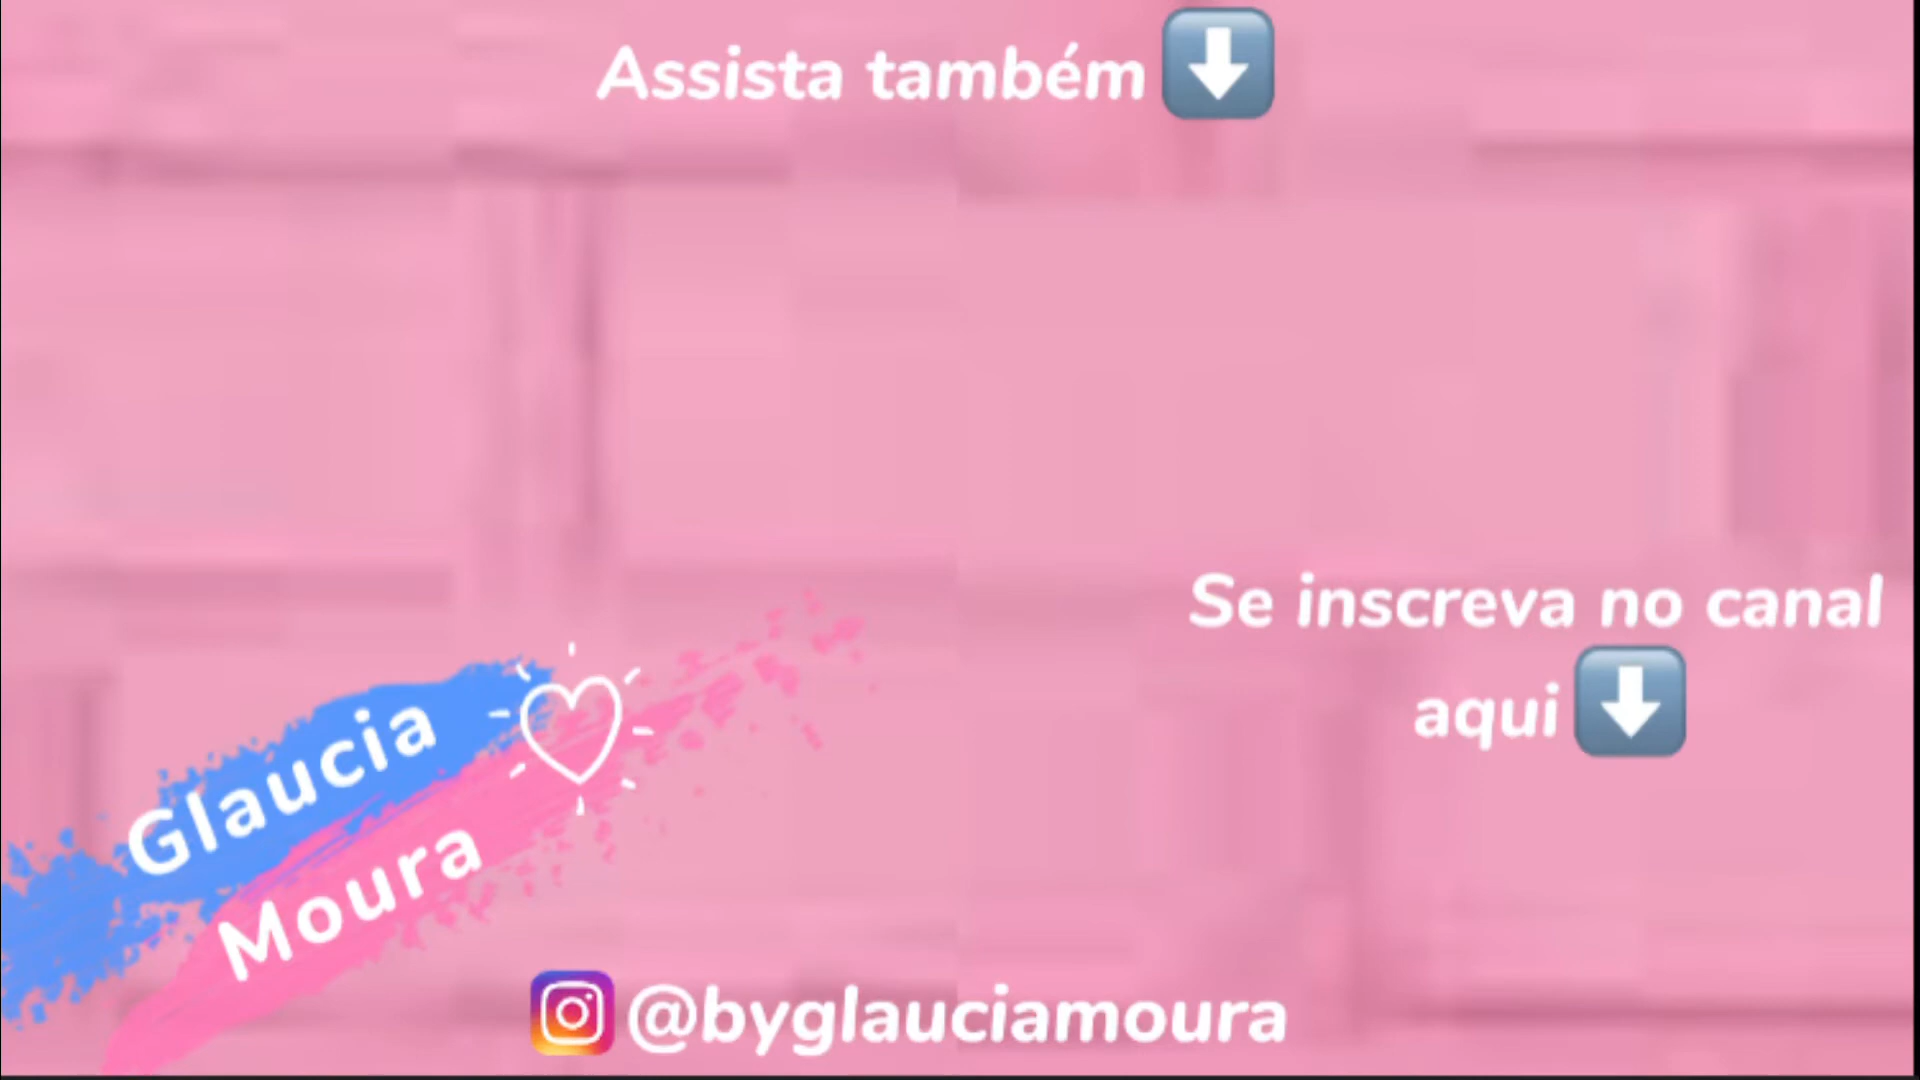 Assista também ⬇️
Se inscreva no canal
aqui ⬇️
Glaucia
Moura
@byglauciamoura